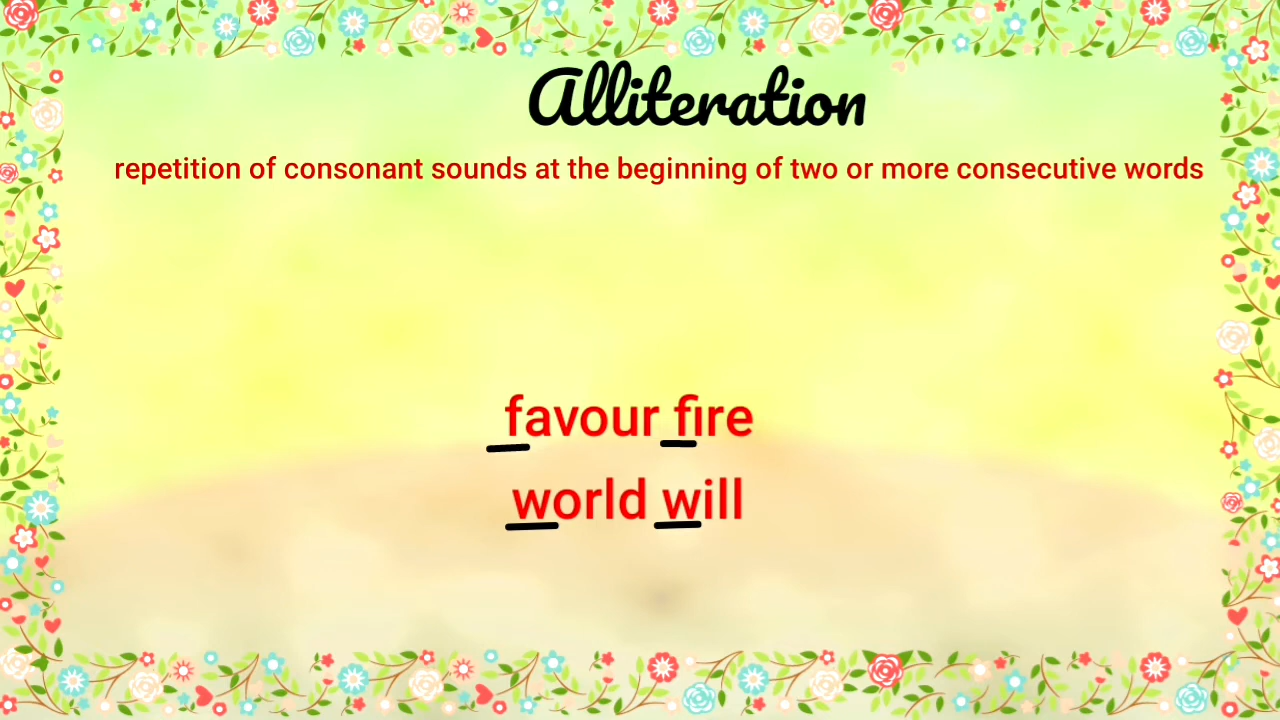 Alliteration
repetition of consonant sounds at the beginning of two or more consecutive words
favour fire
world will